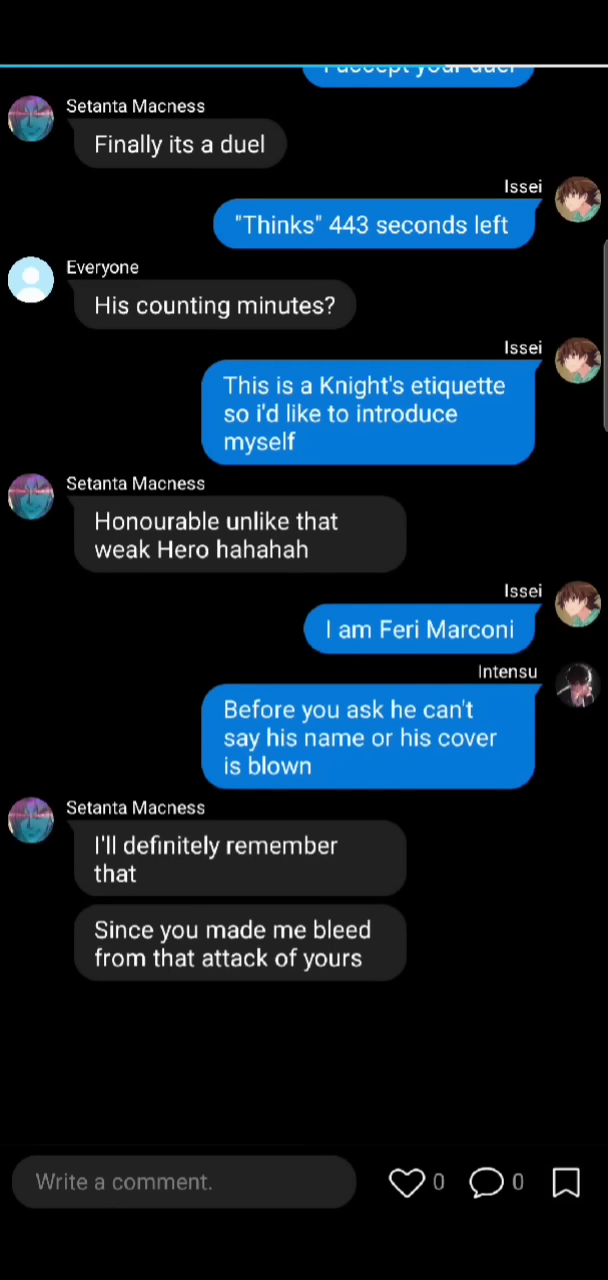 I accept your duel
Setanta Macness
Finally its a duel
Issei
"Thinks" 443 seconds left
Everyone
His counting minutes?
Issei
This is a Knight's etiquette
so i'd like to introduce
myself
Setanta Macness
Honourable unlike that
weak Hero hahahah
Issei
I am Feri Marconi
Intensu
Before you ask he can't
say his name or his cover
is blown
Setanta Macness
I'll definitely remember
that
Since you made me bleed
from that attack of yours
Write a comment.
0
0